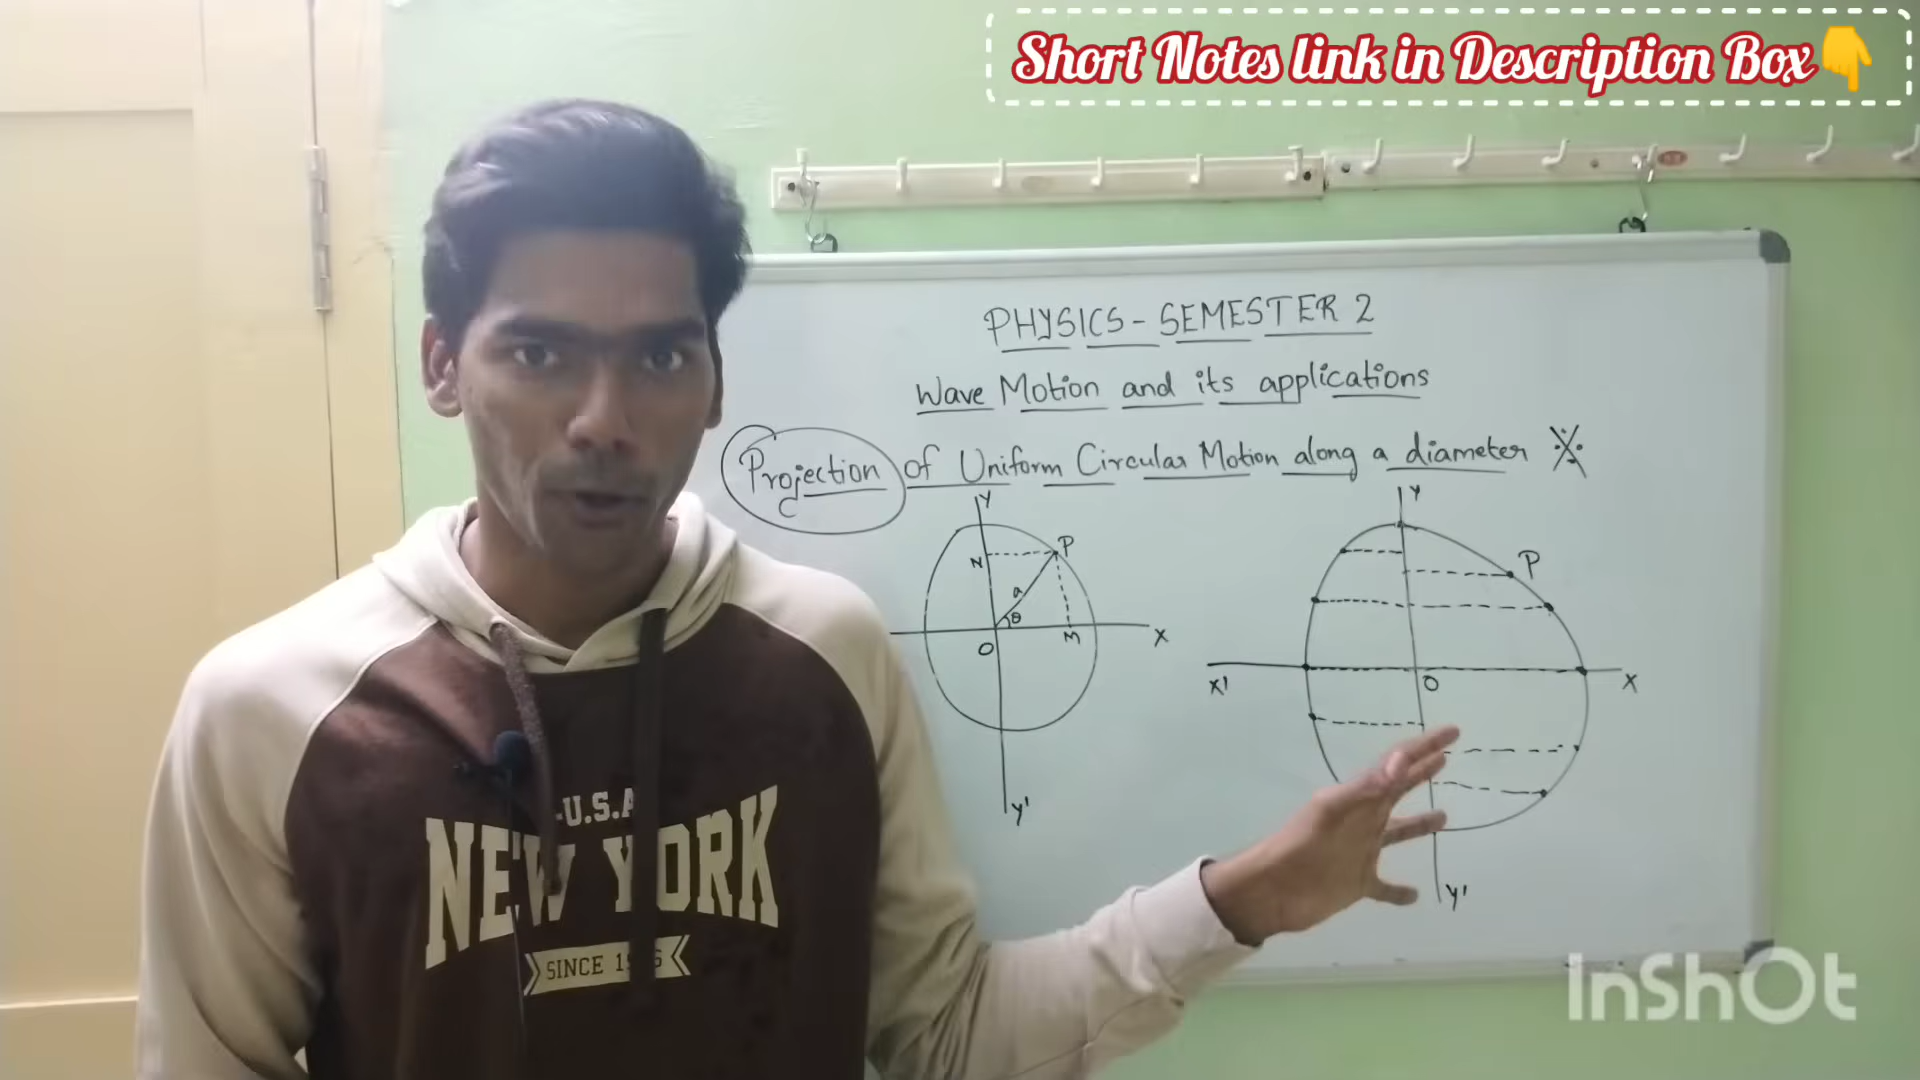 Short Notes link in Description Box👇
PHYSICS - SEMESTER 2
Wave Motion and its applications
Projection of Uniform Circular Motion along a diameter
Y
N
P
a
θ
O
M
X
Y'
Y
P
X'
O
X
Y'
U.S.A
NEW YORK
SINCE
InShOt